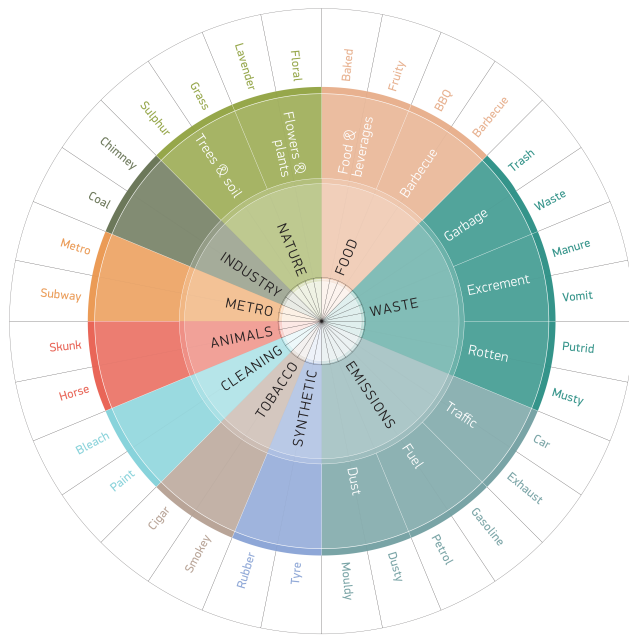 Baked
Fruity
BBQ
Barbecue
Trash
Waste
Manure
Vomit
Putrid
Musty
Car
Exhaust
Gasoline
Petrol
Dusty
Mouldy
Tyre
Rubber
Smokey
Cigar
Paint
Bleach
Horse
Skunk
Subway
Metro
Coal
Chimney
Sulphur
Grass
Lavender
Floral
Food &
beverages
Barbecue
Garbage
Excrement
Rotten
Traffic
Fuel
Dust
Trees & soil
Flowers &
plants
FOOD
WASTE
EMISSIONS
SYNTHETIC
TOBACCO
CLEANING
ANIMALS
METRO
INDUSTRY
NATURE